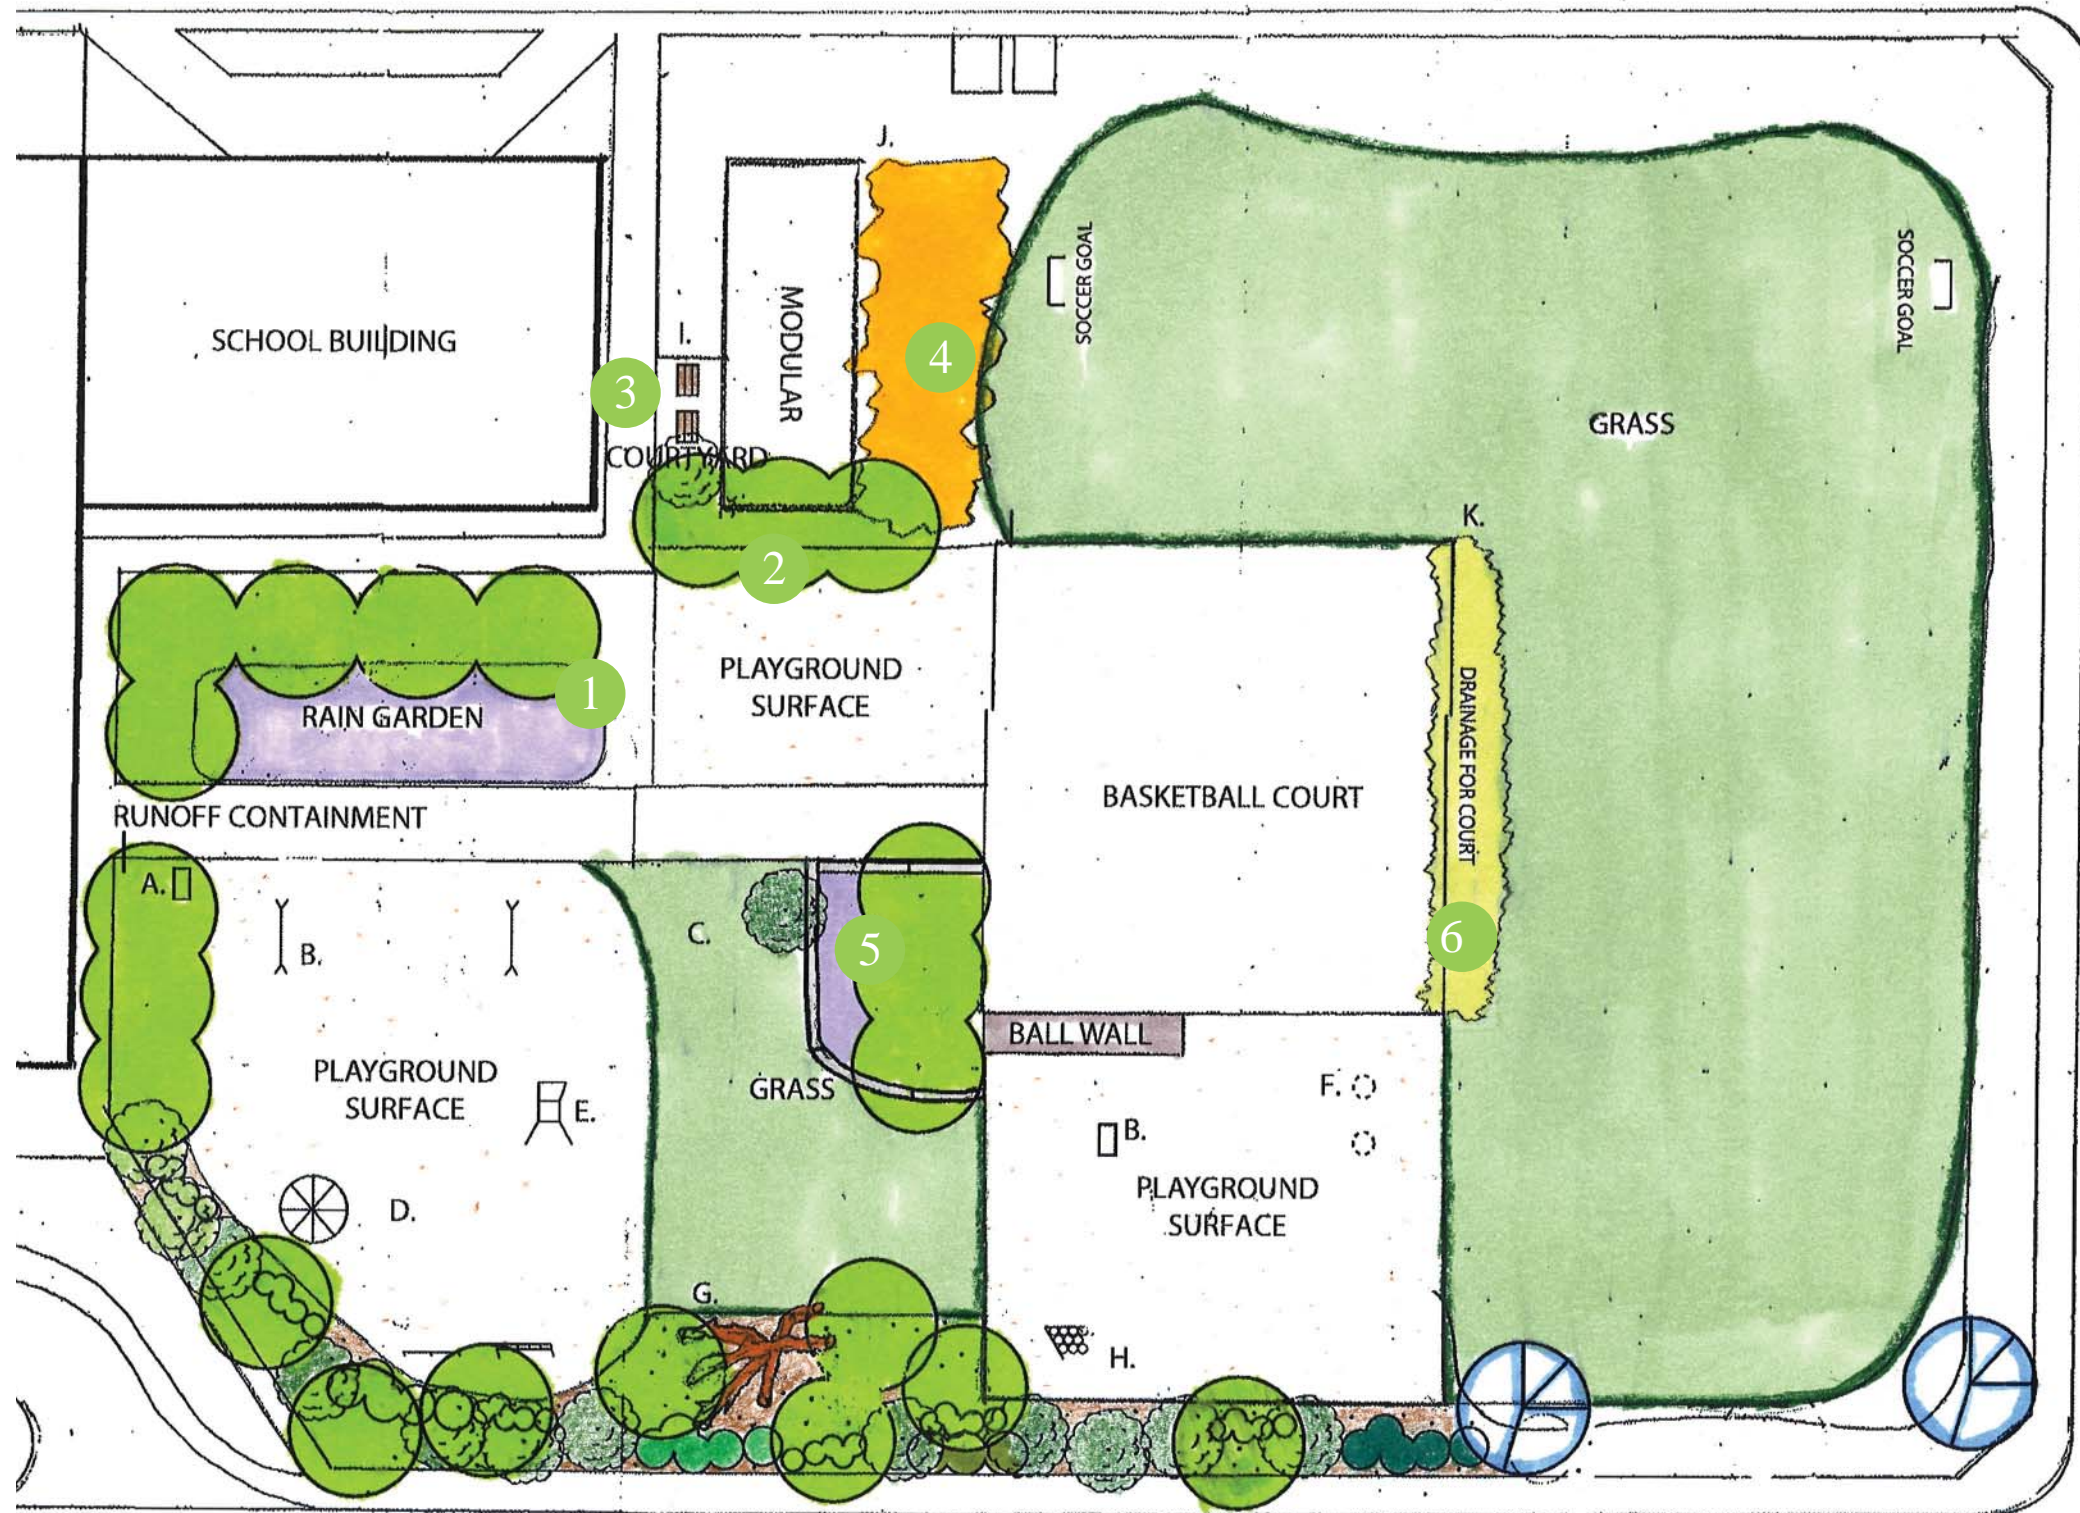 J.
SOCCER GOAL
SOCCER GOAL
SCHOOL BUILDING
I.
MODULAR
4
3
GRASS
COURTYARD
K.
2
PLAYGROUND
SURFACE
1
RAIN GARDEN
DRAINAGE FOR COURT
BASKETBALL COURT
RUNOFF CONTAINMENT
A.
B.
C.
5
6
BALL WALL
PLAYGROUND
SURFACE
GRASS
E.
F.
B.
PLAYGROUND
SURFACE
D.
G.
H.